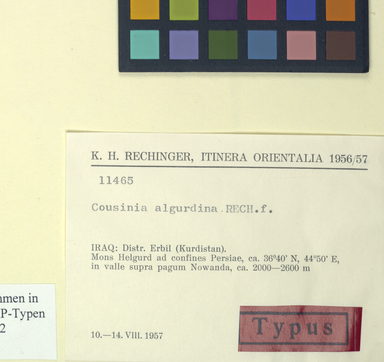 K. H. RECHINGER, ITINERA ORIENTALIA 1956/57
11465
Cousinia algurdina RECH.f.
IRAQ: Distr. Erbil (Kurdistan).
Mons Helgurd ad confines Persiae, ca. 36°40' N, 44°50' E,
in valle supra pagum Nowanda, ca. 2000—2600 m
nmen in
P-Typen
2
10.—14. VIII. 1957
Typus